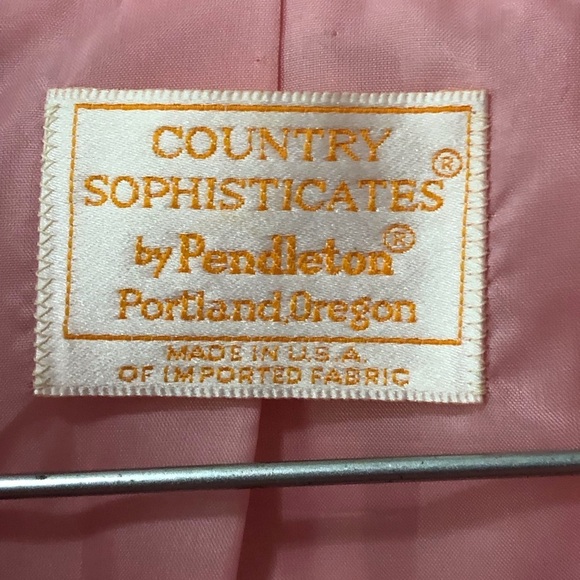 COUNTRY
SOPHISTICATES®
by Pendleton®
Portland, Oregon
MADE IN U.S.A.
OF IMPORTED FABRIC